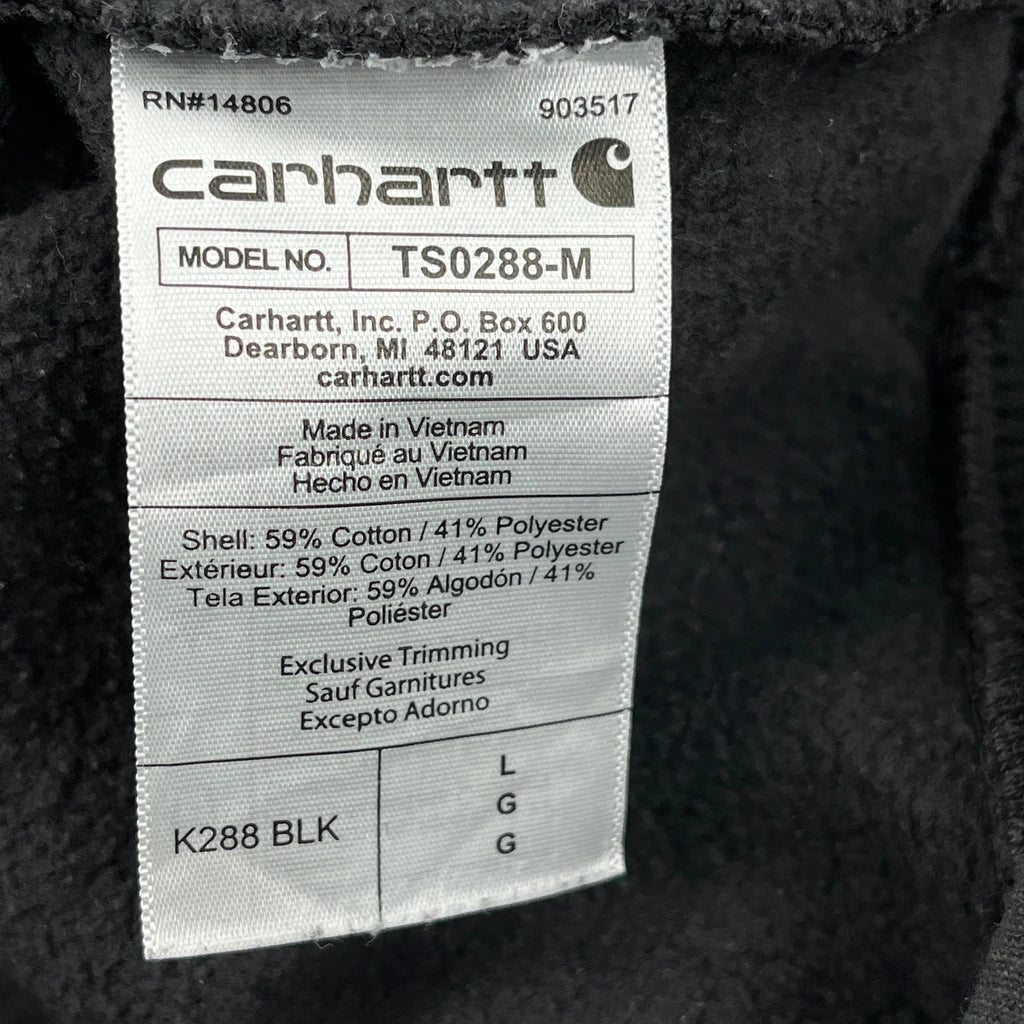 RN#14806 903517
carhartt
MODEL NO. TS0288-M
Carhartt, Inc. P.O. Box 600
Dearborn, MI 48121 USA
carhartt.com
Made in Vietnam
Fabriqué au Vietnam
Hecho en Vietnam
Shell: 59% Cotton / 41% Polyester
Extérieur: 59% Coton / 41% Polyester
Tela Exterior: 59% Algodón / 41%
Poliéster
Exclusive Trimming
Sauf Garnitures
Excepto Adorno
K288 BLK
L
G
G